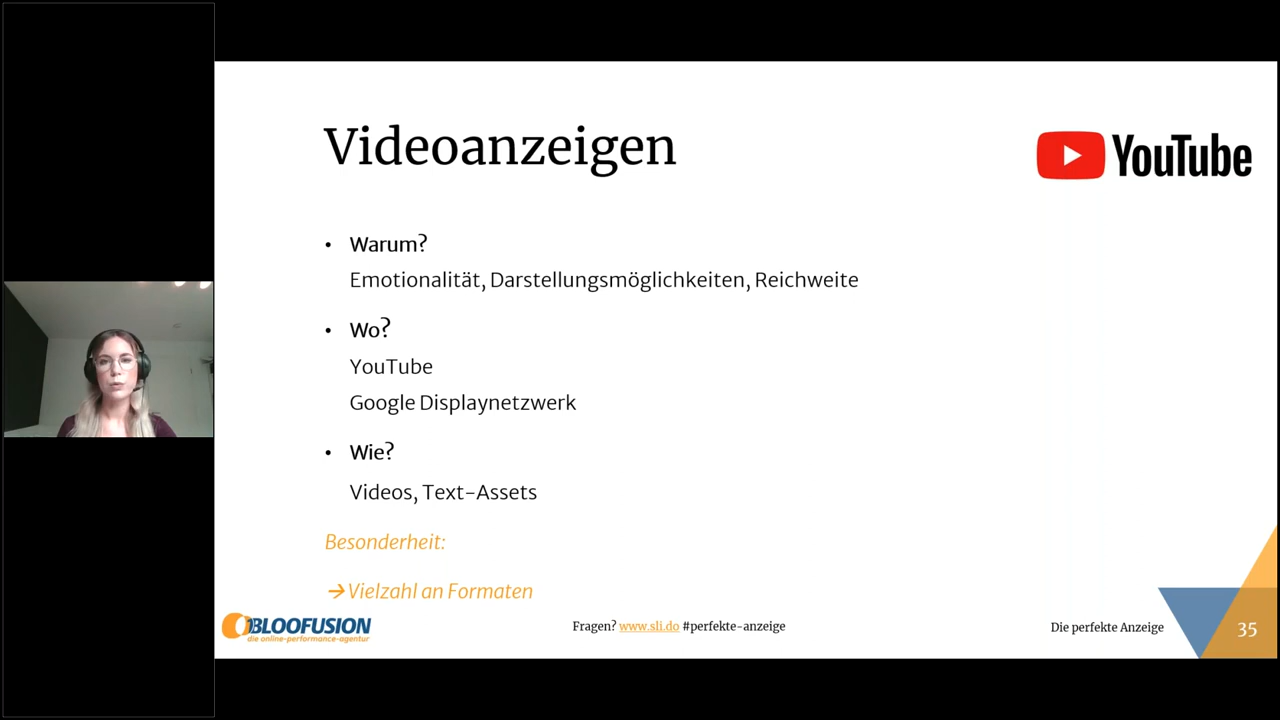 Videoanzeigen
YouTube
• Warum?
Emotionalität, Darstellungsmöglichkeiten, Reichweite
• Wo?
YouTube
Google Displaynetzwerk
• Wie?
Videos, Text-Assets
Besonderheit:
→ Vielzahl an Formaten
BLOOFUSION
die online-performance-agentur
Fragen? www.sli.do #perfekte-anzeige
Die perfekte Anzeige
35